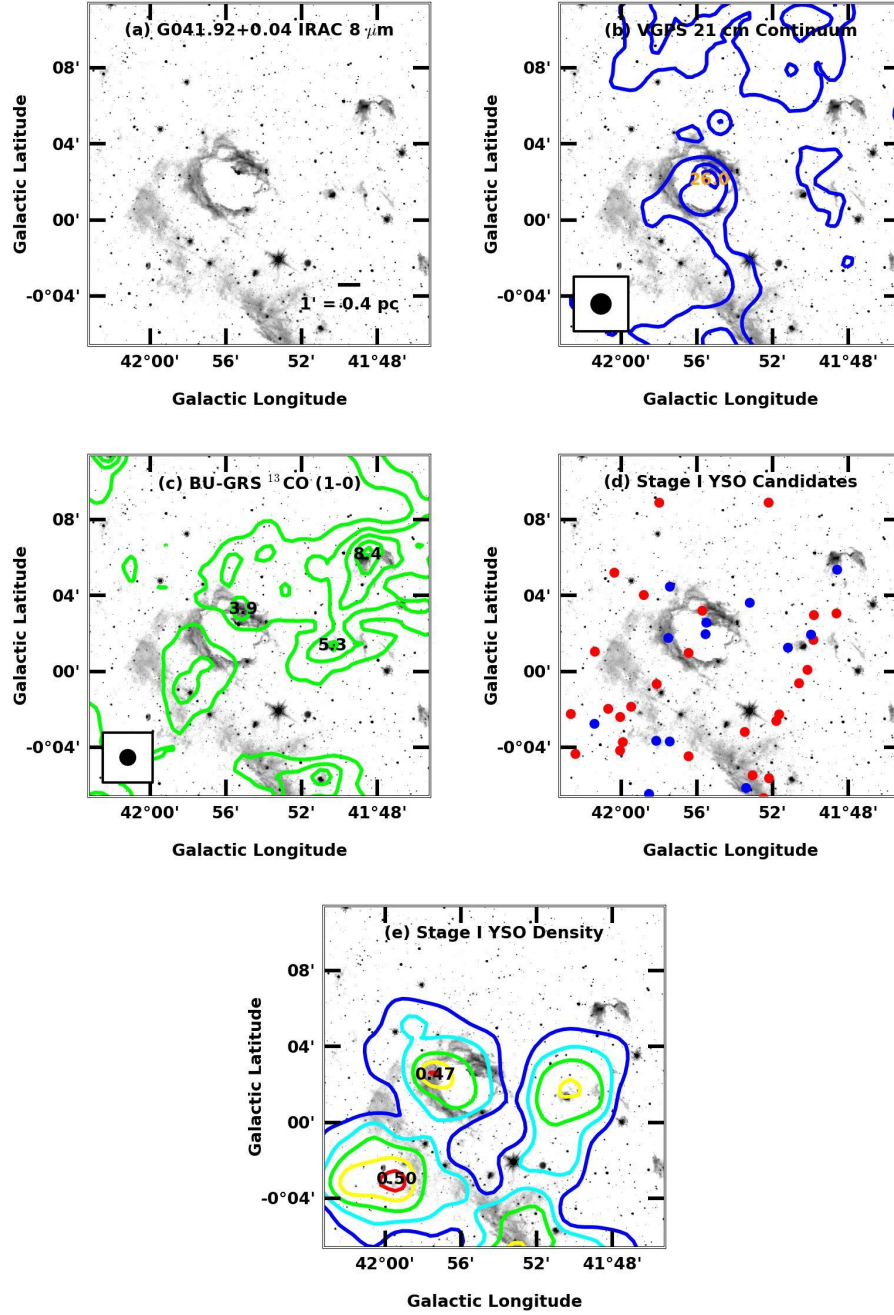 (a) G041.92+0.04 IRAC 8 μm
08'
04'
00'
-0°04'
Galactic Latitude
1' = 0.4 pc
42°00' 56' 52' 41°48'
Galactic Longitude
(b) VGPS 21 cm Continuum
08'
04'
00'
-0°04'
Galactic Latitude
26.0
42°00' 56' 52' 41°48'
Galactic Longitude
(c) BU-GRS ¹³CO (1-0)
08'
04'
00'
-0°04'
Galactic Latitude
8.4
3.9
5.3
42°00' 56' 52' 41°48'
Galactic Longitude
(d) Stage I YSO Candidates
08'
04'
00'
-0°04'
Galactic Latitude
42°00' 56' 52' 41°48'
Galactic Longitude
(e) Stage I YSO Density
08'
04'
00'
-0°04'
Galactic Latitude
0.47
0.50
42°00' 56' 52' 41°48'
Galactic Longitude